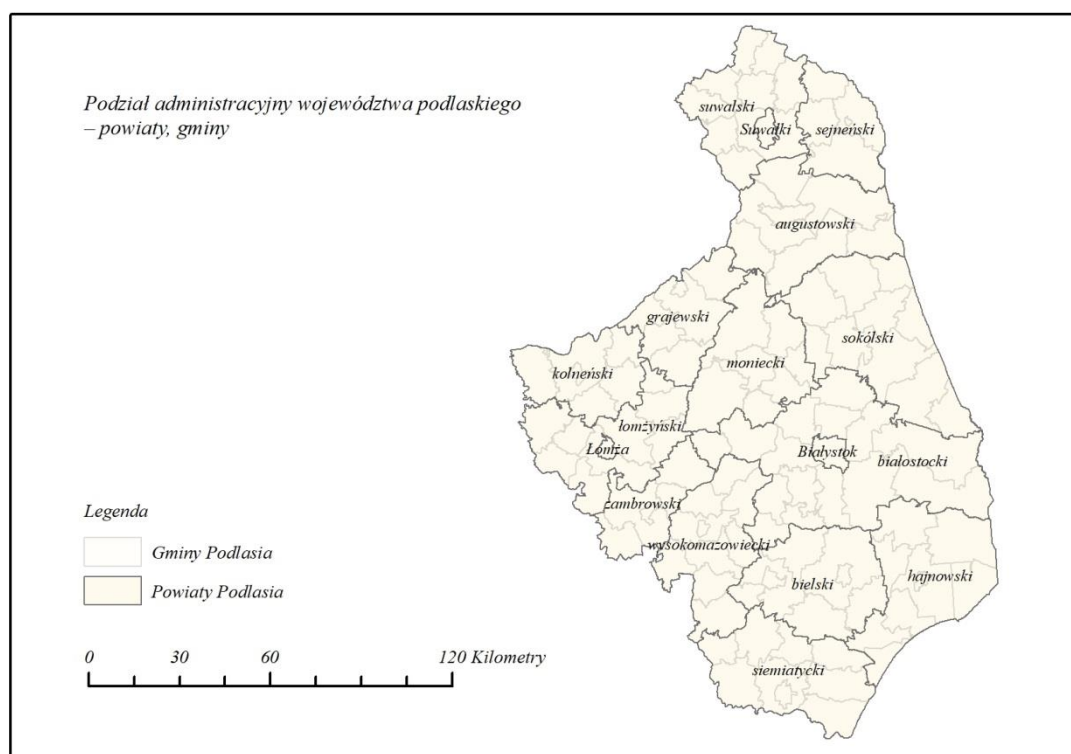 Podział administracyjny województwa podlaskiego
– powiaty, gminy
suwalski
Suwałki
sejneński
augustowski
grajewski
sokólski
kolneński
moniecki
łomżyński
Łomża
Białystok
białostocki
zambrowski
wysokomazowiecki
bielski
hajnowski
siemiatycki
Legenda
Gminy Podlasia
Powiaty Podlasia
0 30 60 120 Kilometry